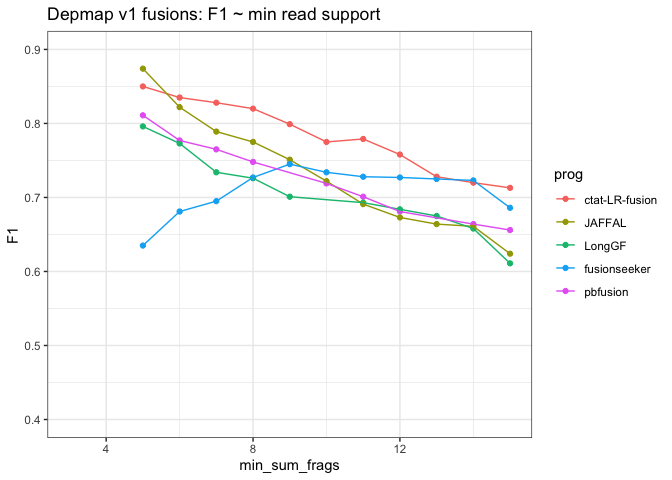 Depmap v1 fusions: F1 ~ min read support
0.9
0.8
0.7
0.6
0.5
0.4
F1
4 8 12
min_sum_frags
prog
ctat-LR-fusion
JAFFAL
LongGF
fusionseeker
pbfusion